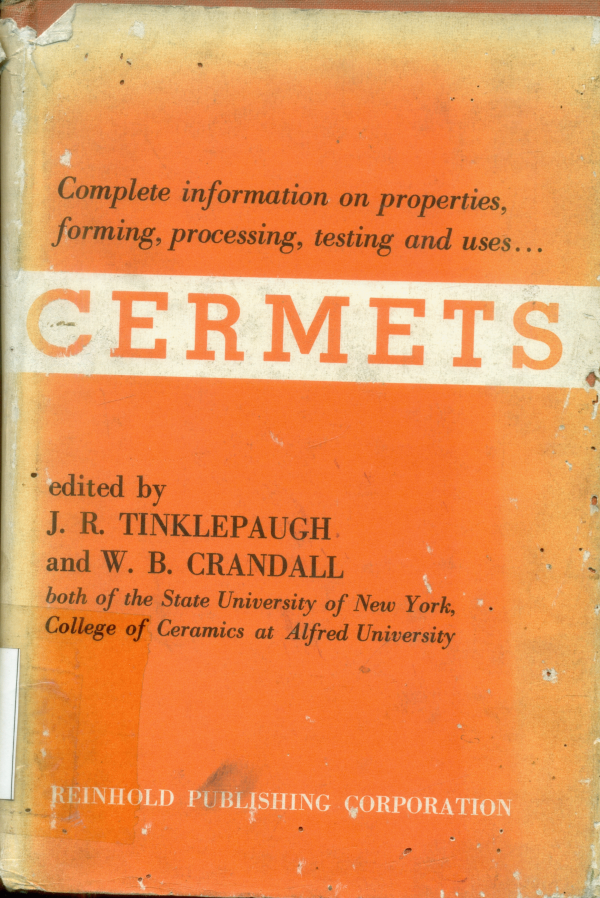 Complete information on properties,
forming, processing, testing and uses...
CERMETS
edited by
J. R. TINKLEPAUGH
and W. B. CRANDALL
both of the State University of New York,
College of Ceramics at Alfred University
REINHOLD PUBLISHING CORPORATION